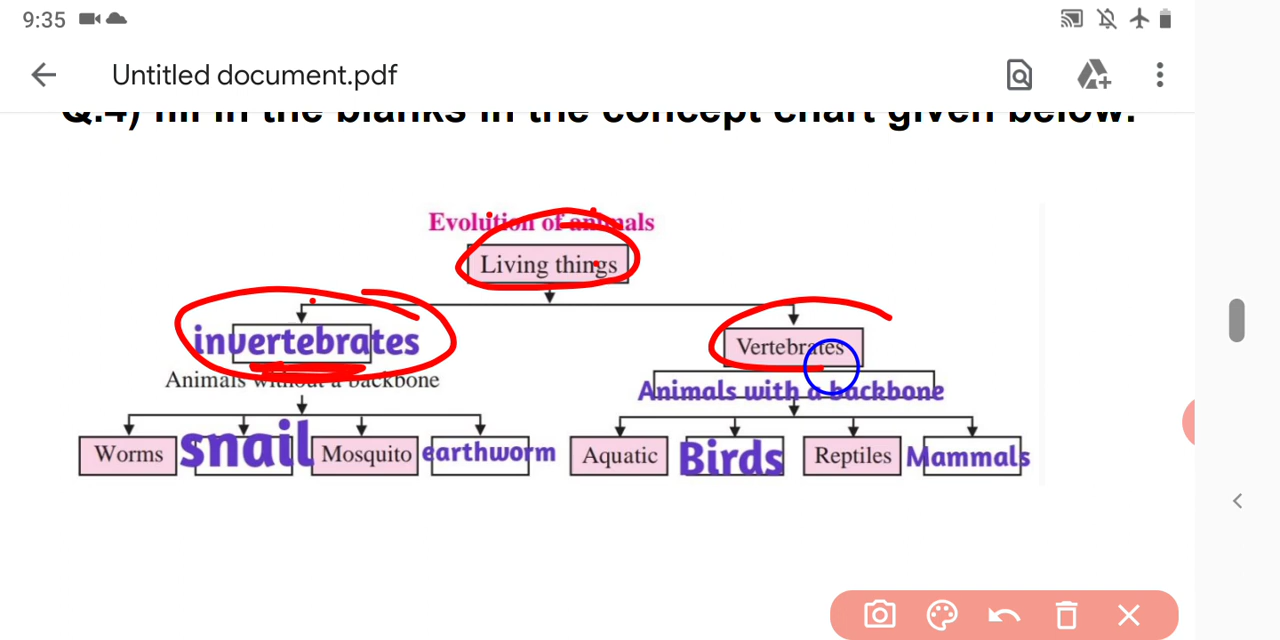 9:35
Untitled document.pdf
Q.4) fill in the blanks in the concept chart given below.
Evolution of animals
Living things
invertebrates
Vertebrates
Animals without a backbone
Animals with a backbone
Worms snail Mosquito earthworm Aquatic Birds Reptiles Mammals